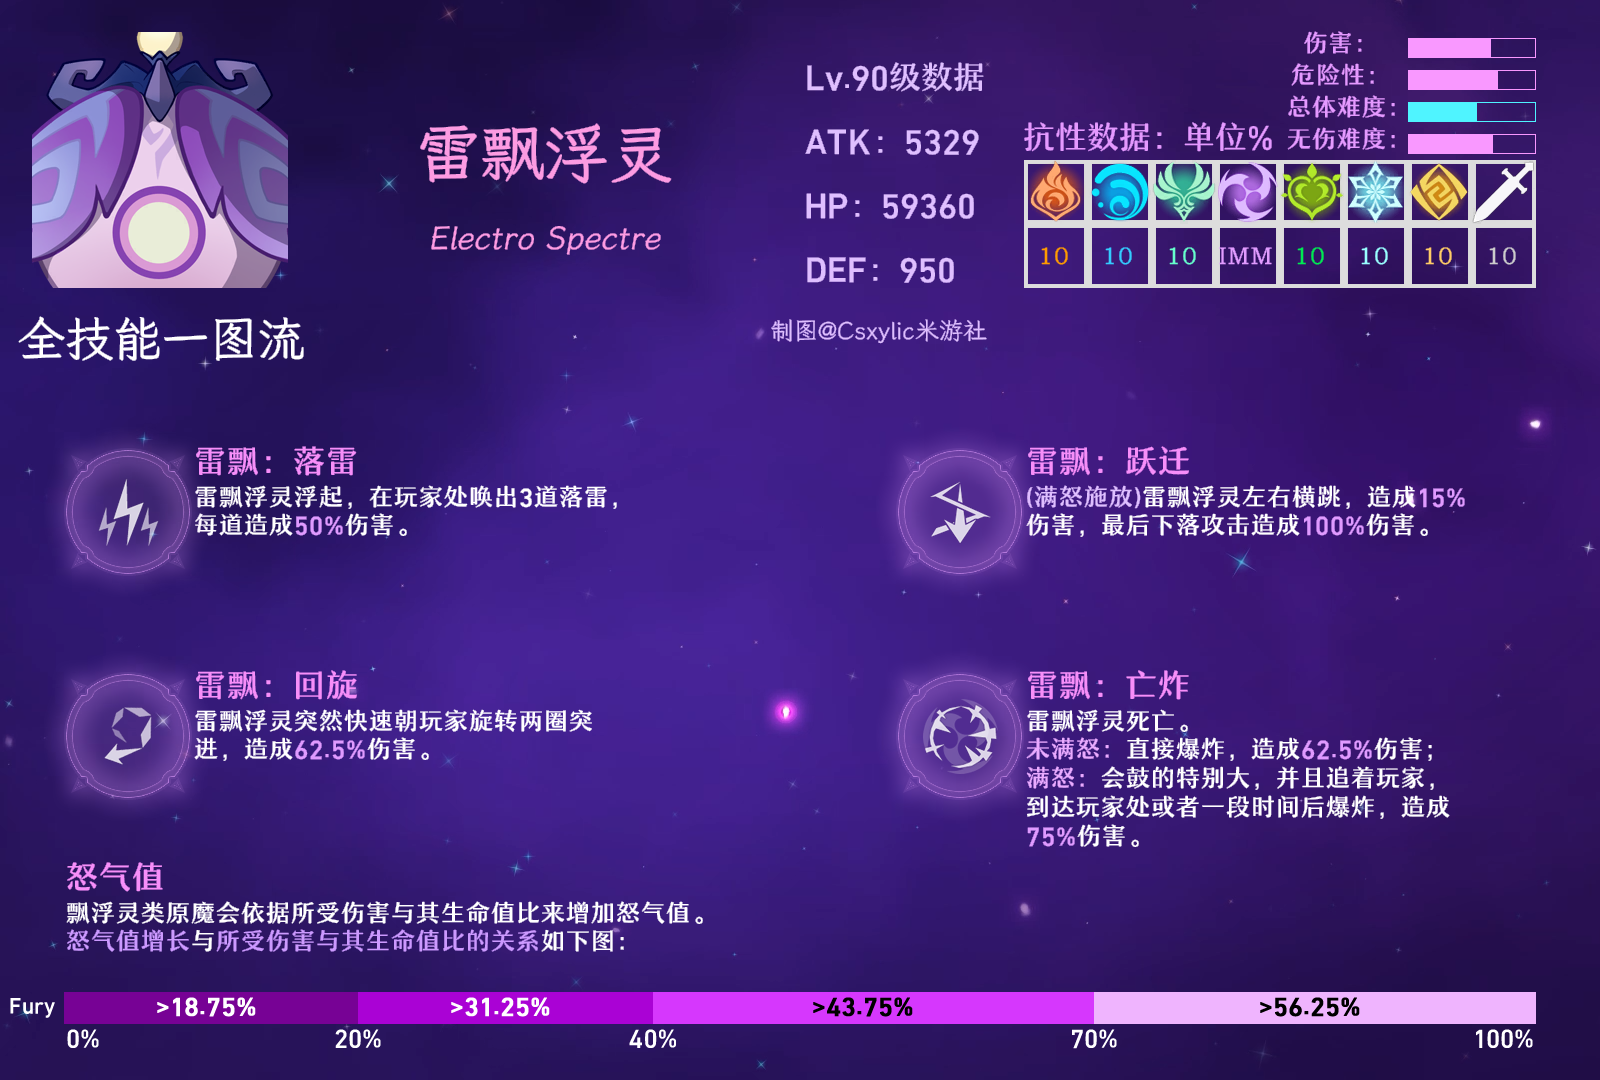 雷飘浮灵
Electro Spectre
全技能一图流
Lv.90级数据
ATK：5329
HP：59360
DEF：950
制图@Csxylic米游社
伤害：
危险性：
总体难度：
无伤难度：
抗性数据：单位%
10 10 10 IMM 10 10 10 10
雷飘：落雷
雷飘浮灵浮起，在玩家处唤出3道落雷，
每道造成50%伤害。
雷飘：跃迁
(满怒施放)雷飘浮灵左右横跳，造成15%
伤害，最后下落攻击造成100%伤害。
雷飘：回旋
雷飘浮灵突然快速朝玩家旋转两圈突
进，造成62.5%伤害。
雷飘：亡炸
雷飘浮灵死亡。
未满怒：直接爆炸，造成62.5%伤害；
满怒：会鼓的特别大，并且追着玩家，
到达玩家处或者一段时间后爆炸，造成
75%伤害。
怒气值
飘浮灵类原魔会依据所受伤害与其生命值比来增加怒气值。
怒气值增长与所受伤害与其生命值比的关系如下图：
Fury >18.75% >31.25% >43.75% >56.25%
0% 20% 40% 70% 100%